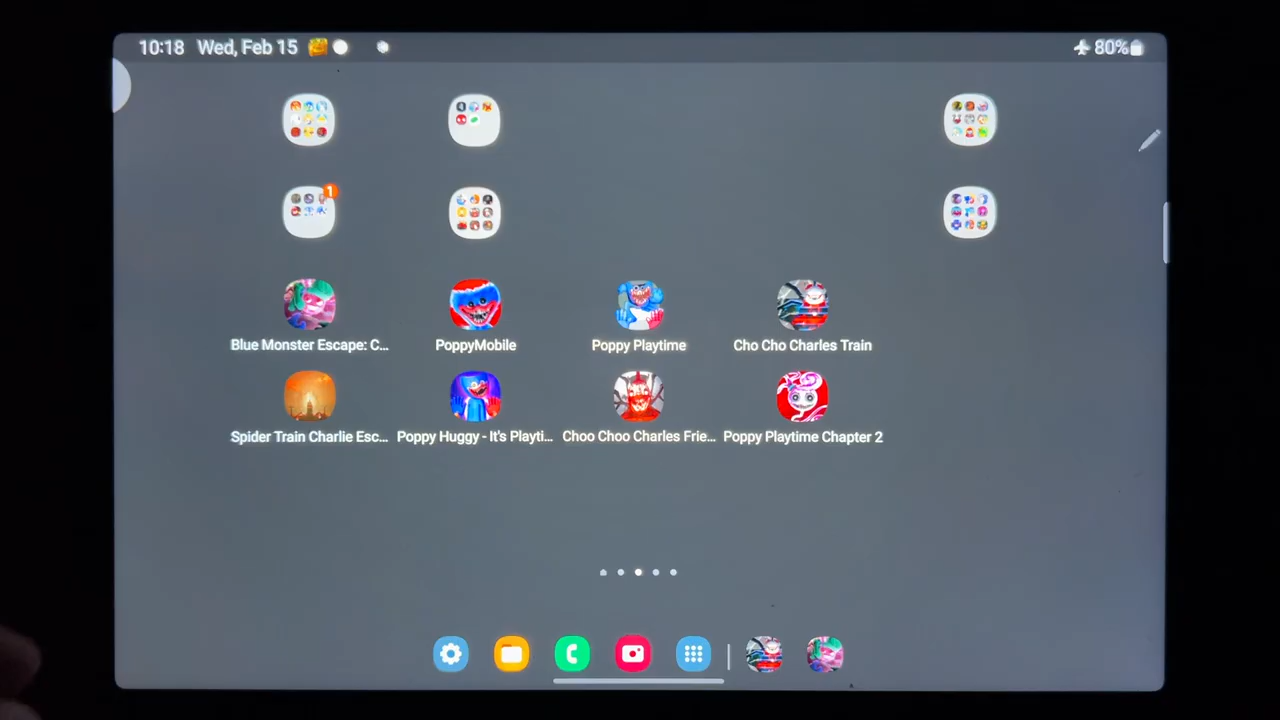 10:18 Wed, Feb 15
80%
1
Blue Monster Escape: C...
PoppyMobile
Poppy Playtime
Cho Cho Charles Train
Spider Train Charlie Esc...
Poppy Huggy - It's Playti...
Choo Choo Charles Frie...
Poppy Playtime Chapter 2